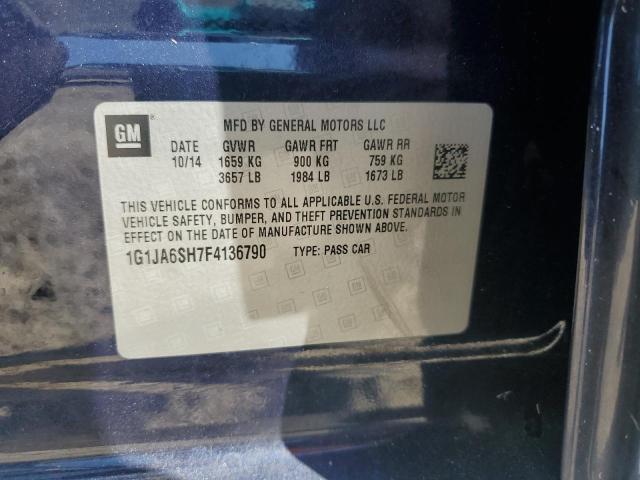 GM
MFD BY GENERAL MOTORS LLC
DATE GVWR GAWR FRT GAWR RR
10/14 1659 KG 900 KG 759 KG
3657 LB 1984 LB 1673 LB
THIS VEHICLE CONFORMS TO ALL APPLICABLE U.S. FEDERAL MOTOR
VEHICLE SAFETY, BUMPER, AND THEFT PREVENTION STANDARDS IN
EFFECT ON THE DATE OF MANUFACTURE SHOWN ABOVE.
1G1JA6SH7F4136790 TYPE: PASS CAR